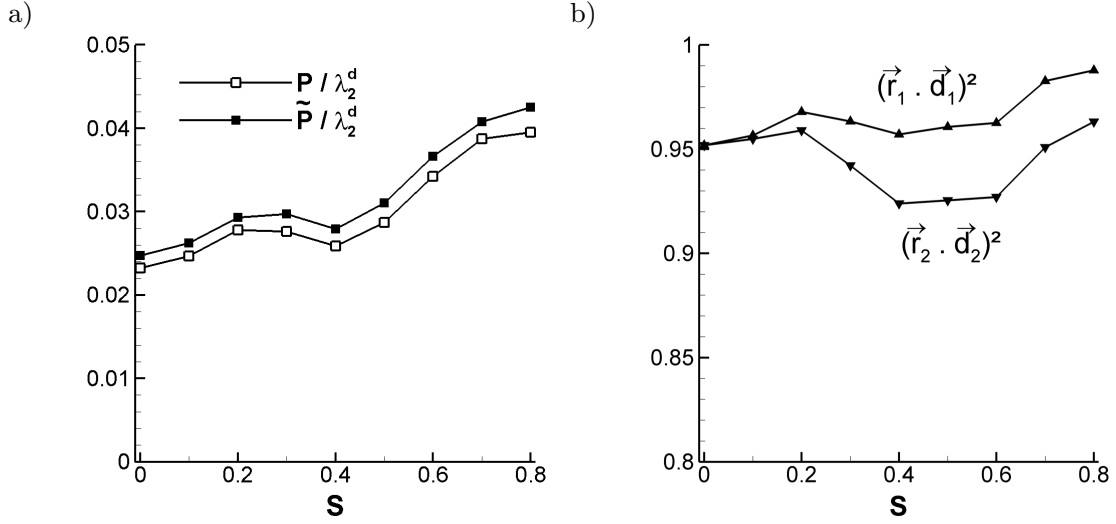 a)
0.05
0.04
0.03
0.02
0.01
0
P / λ₂ᵈ
P̃ / λ₂ᵈ
0 0.2 0.4 0.6 0.8
S
b)
1
0.95
0.9
0.85
0.8
(r⃗₁ . d⃗₁)²
(r⃗₂ . d⃗₂)²
0 0.2 0.4 0.6 0.8
S